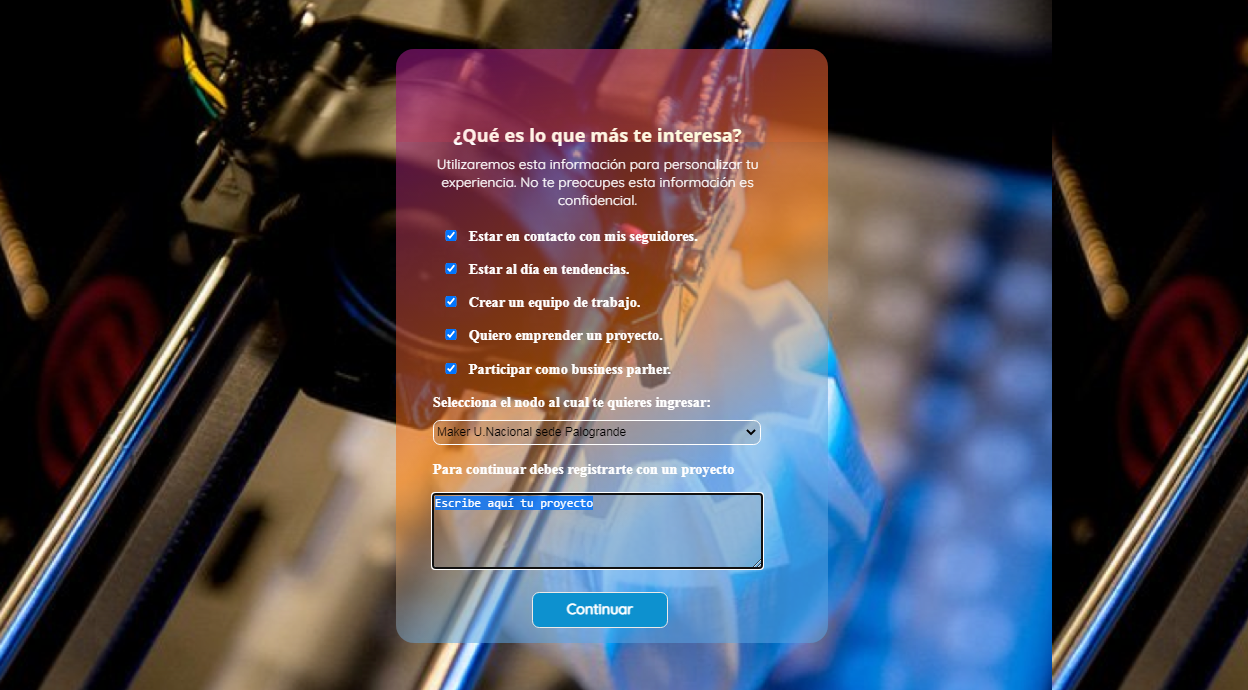 ¿Qué es lo que más te interesa?
Utilizaremos esta información para personalizar tu
experiencia. No te preocupes esta información es
confidencial.
Estar en contacto con mis seguidores.
Estar al día en tendencias.
Crear un equipo de trabajo.
Quiero emprender un proyecto.
Participar como business parher.
Selecciona el nodo al cual te quieres ingresar:
Maker U.Nacional sede Palogrande
Para continuar debes registrarte con un proyecto
Escribe aquí tu proyecto
Continuar